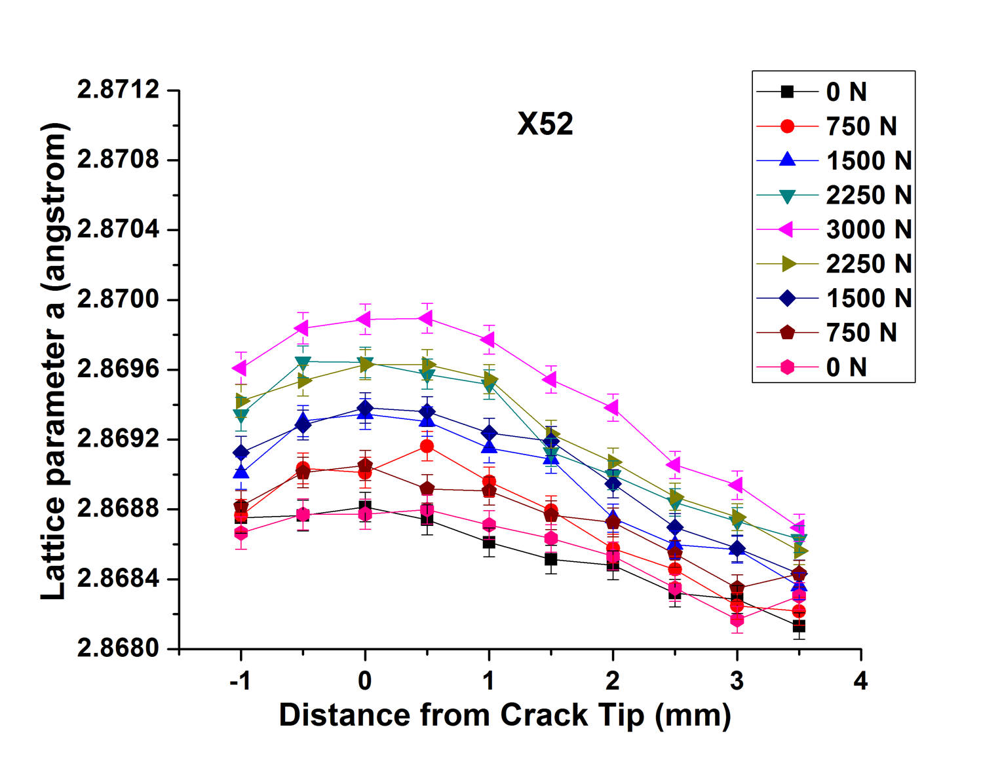 X52
Lattice parameter a (angstrom)
2.8712
2.8708
2.8704
2.8700
2.8696
2.8692
2.8688
2.8684
2.8680
-1 0 1 2 3 4
Distance from Crack Tip (mm)
0 N
750 N
1500 N
2250 N
3000 N
2250 N
1500 N
750 N
0 N